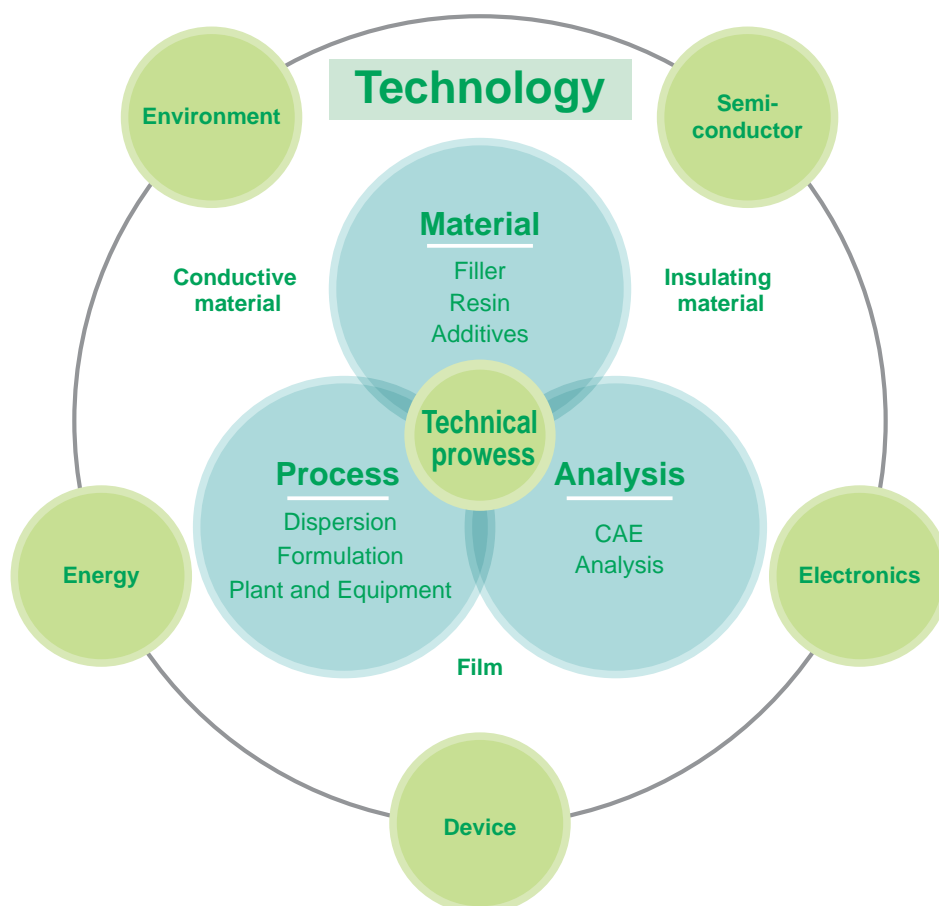 Technology
Environment
Semi-
conductor
Material
Filler
Resin
Additives
Conductive
material
Insulating
material
Technical
prowess
Process
Dispersion
Formulation
Plant and Equipment
Analysis
CAE
Analysis
Energy
Electronics
Film
Device